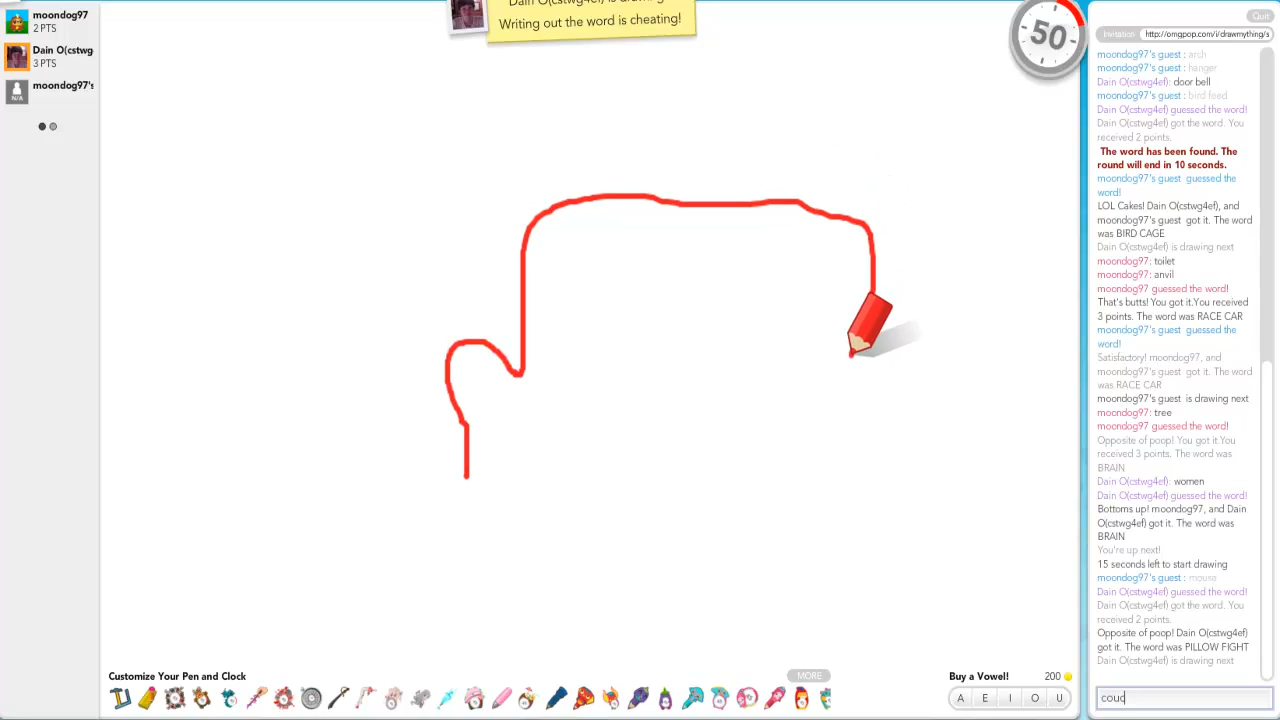 moondog97
2 PTS
Dain O(cstwg
3 PTS
moondog97's
N/A
Dain O(cstwg4ef) is drawing
Writing out the word is cheating!
50
Quit
Invitation http://omgpop.com/i/drawmything/s
moondog97's guest : arch
moondog97's guest : hanger
Dain O(cstwg4ef): door bell
moondog97's guest : bird feed
Dain O(cstwg4ef) guessed the word!
Dain O(cstwg4ef) got the word. You
received 2 points.
The word has been found. The
round will end in 10 seconds.
moondog97's guest guessed the
word!
LOL Cakes! Dain O(cstwg4ef), and
moondog97's guest got it. The word
was BIRD CAGE
Dain O(cstwg4ef) is drawing next
moondog97: toilet
moondog97: anvil
moondog97 guessed the word!
That's butts! You got it.You received
3 points. The word was RACE CAR
moondog97's guest guessed the
word!
Satisfactory! moondog97, and
moondog97's guest got it. The word
was RACE CAR
moondog97's guest is drawing next
moondog97: tree
moondog97 guessed the word!
Opposite of poop! You got it.You
received 3 points. The word was
BRAIN
Dain O(cstwg4ef): women
Dain O(cstwg4ef) guessed the word!
Bottoms up! moondog97, and Dain
O(cstwg4ef) got it. The word was
BRAIN
You're up next!
15 seconds left to start drawing
moondog97's guest : mouse
Dain O(cstwg4ef) guessed the word!
Dain O(cstwg4ef) got the word. You
received 2 points.
Opposite of poop! Dain O(cstwg4ef)
got it. The word was PILLOW FIGHT
Dain O(cstwg4ef) is drawing next
couc
Customize Your Pen and Clock
MORE
Buy a Vowel! 200
A E I O U